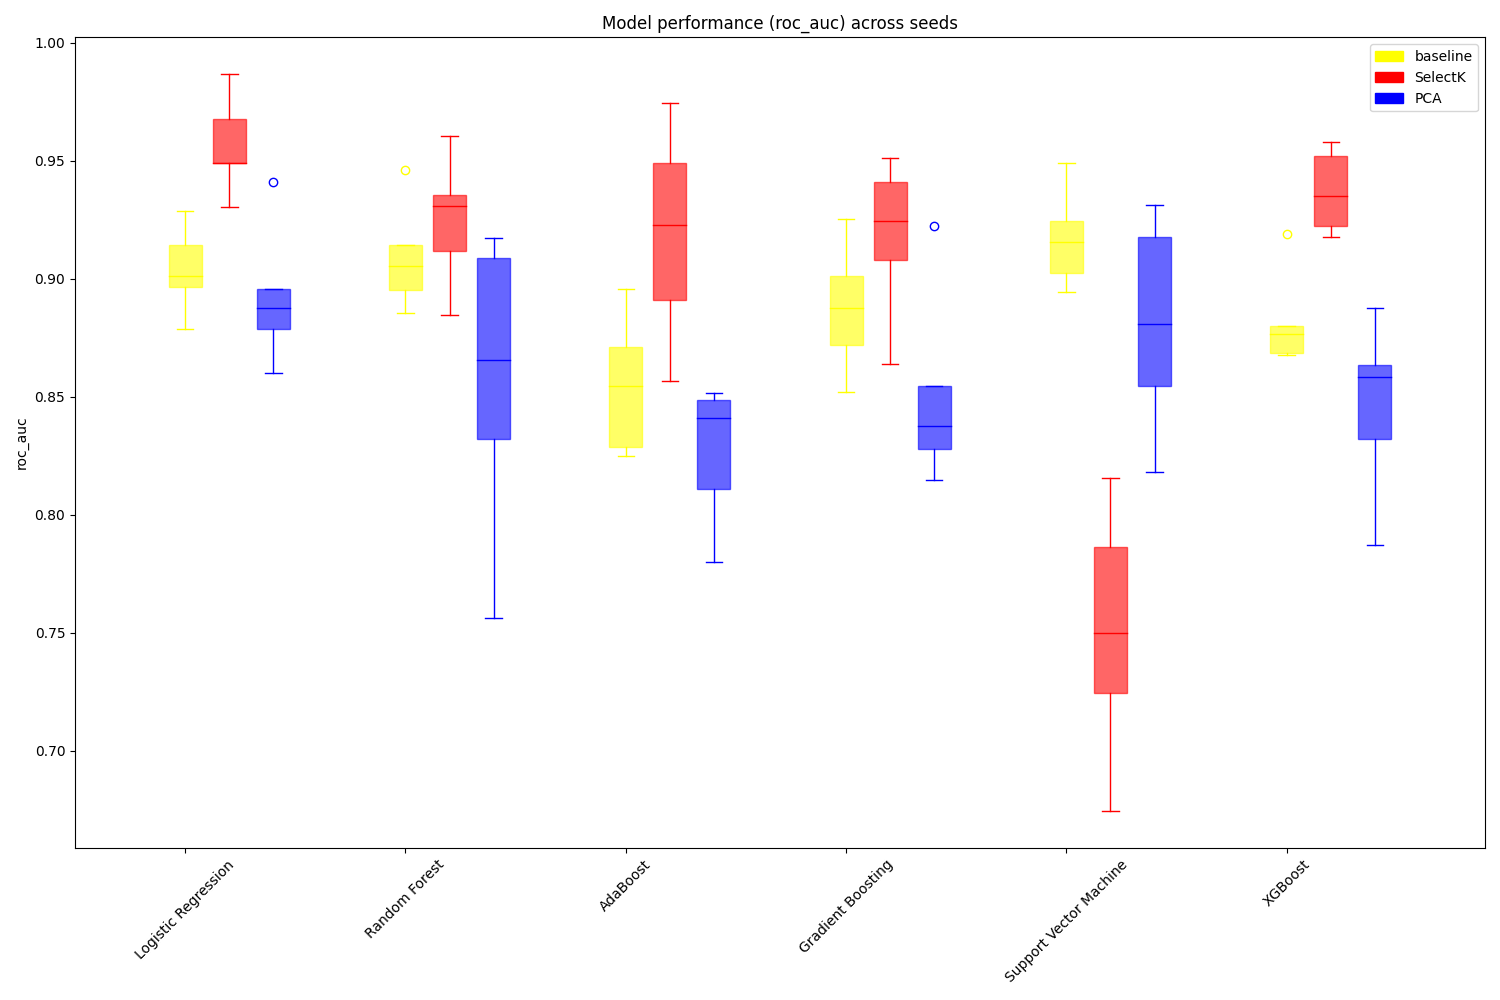 Model performance (roc_auc) across seeds
baseline
SelectK
PCA
roc_auc
1.00
0.95
0.90
0.85
0.80
0.75
0.70
Logistic Regression
Random Forest
AdaBoost
Gradient Boosting
Support Vector Machine
XGBoost